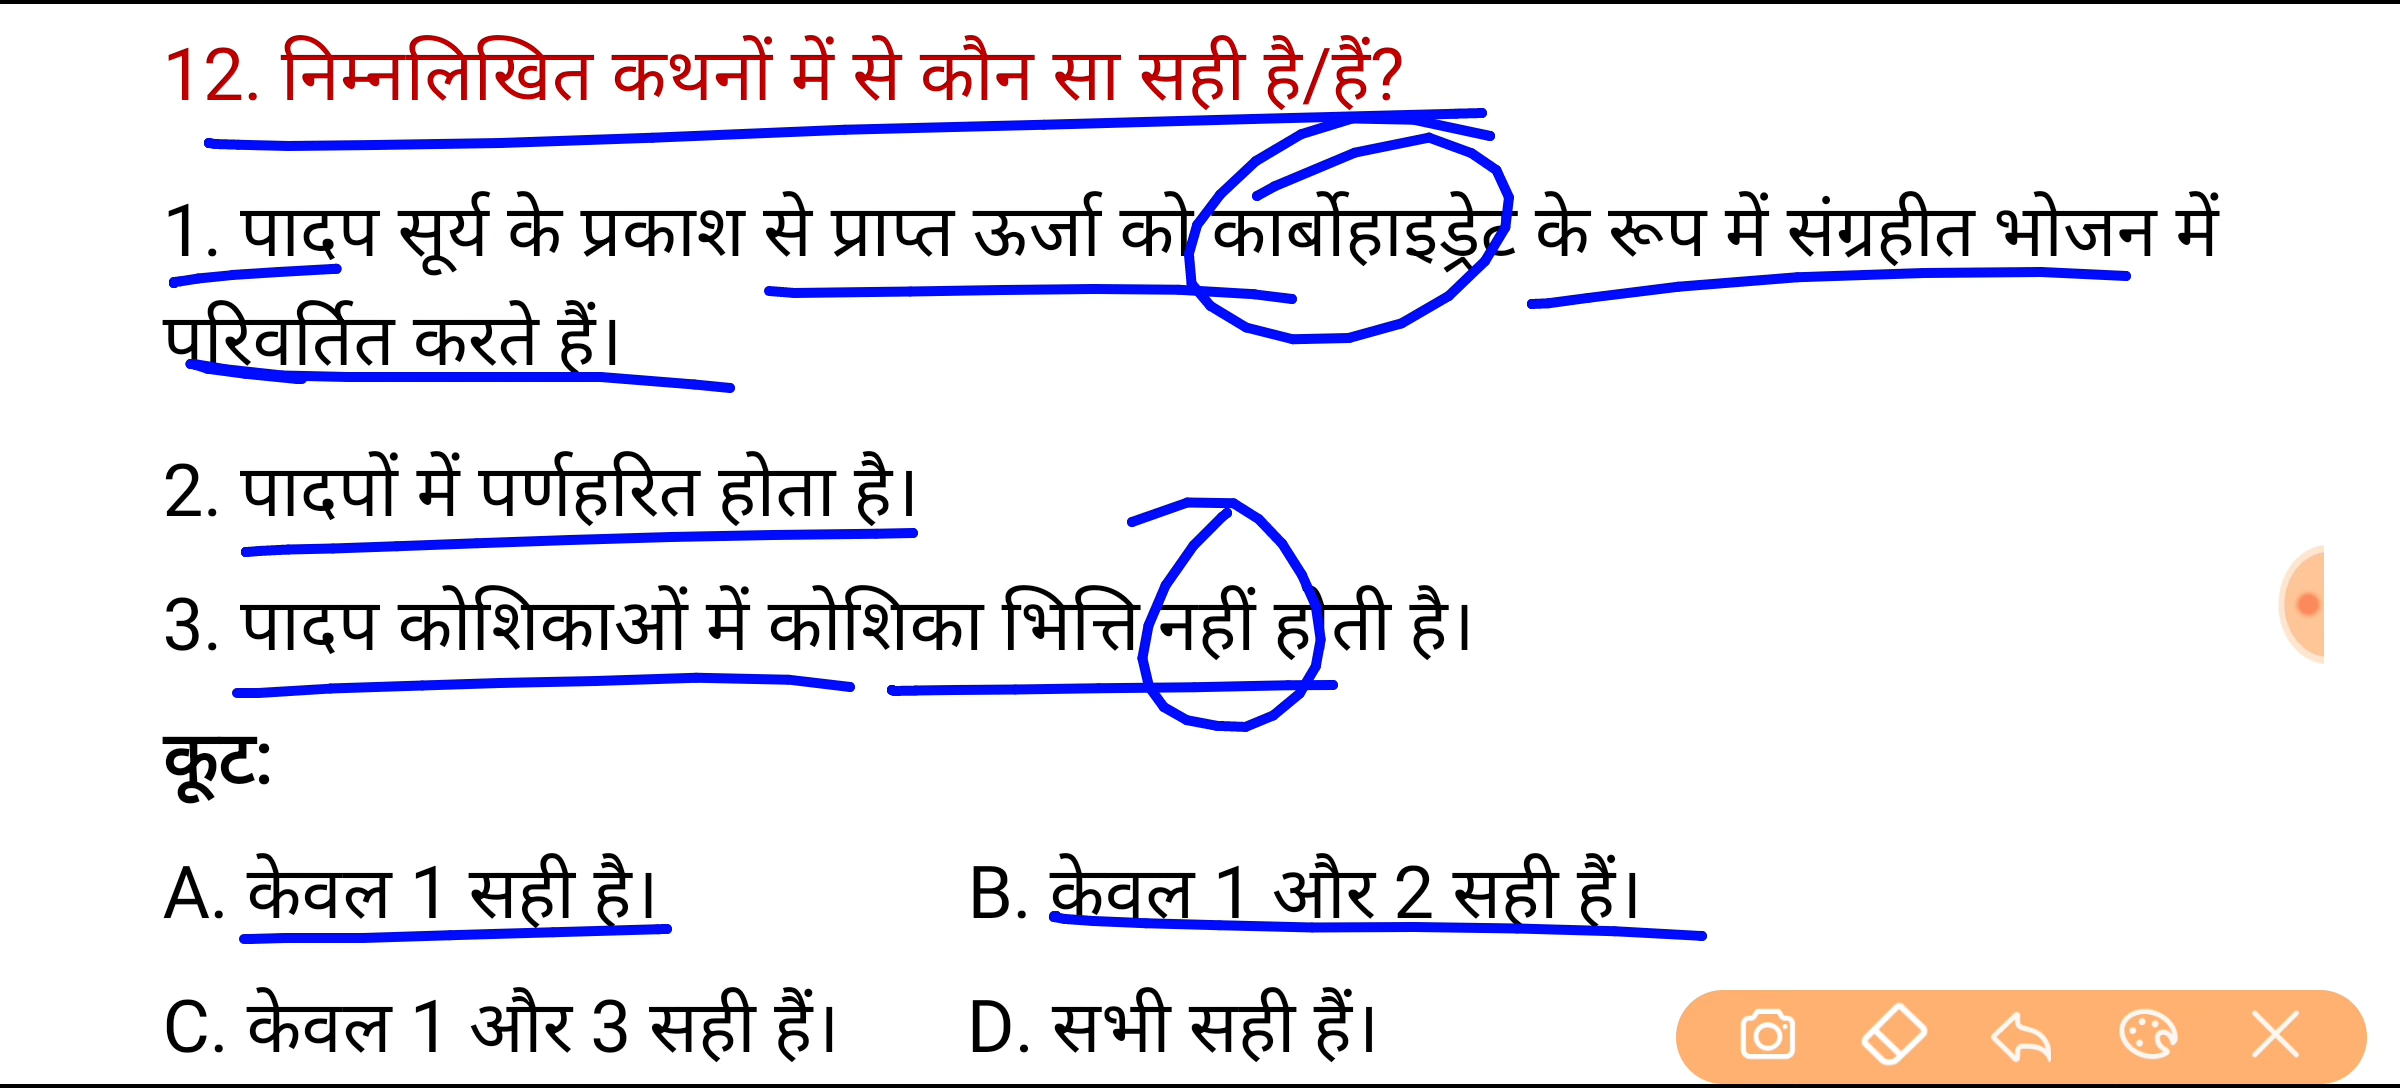 12. निम्नलिखित कथनों में से कौन सा सही है/हैं?
1. पादप सूर्य के प्रकाश से प्राप्त ऊर्जा को कार्बोहाइड्रेट के रूप में संग्रहीत भोजन में
परिवर्तित करते हैं।
2. पादपों में पर्णहरित होता है।
3. पादप कोशिकाओं में कोशिका भित्ति नहीं होती है।
कूट:
A. केवल 1 सही है। B. केवल 1 और 2 सही हैं।
C. केवल 1 और 3 सही हैं। D. सभी सही हैं।